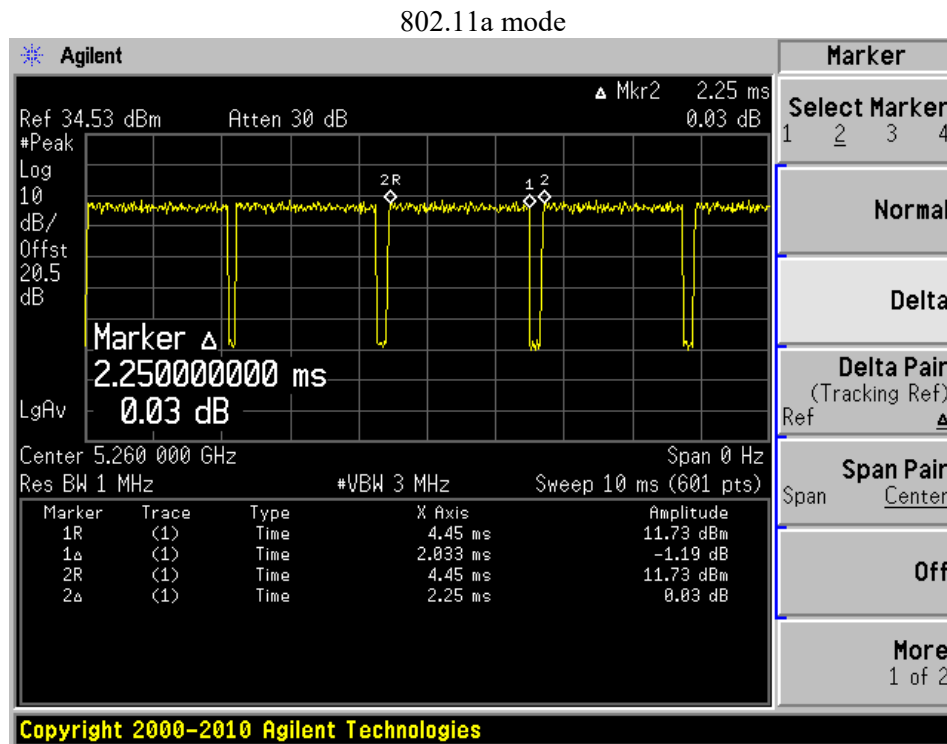 802.11a mode
Agilent
Marker
Δ Mkr2 2.25 ms
Ref 34.53 dBm Atten 30 dB 0.03 dB
#Peak
Log
10
dB/
Offst
20.5
dB
LgAv
2R
1 2
Marker Δ
2.250000000 ms
0.03 dB
Center 5.260 000 GHz Span 0 Hz
Res BW 1 MHz #VBW 3 MHz Sweep 10 ms (601 pts)
Marker Trace Type X Axis Amplitude
1R (1) Time 4.45 ms 11.73 dBm
1Δ (1) Time 2.033 ms -1.19 dB
2R (1) Time 4.45 ms 11.73 dBm
2Δ (1) Time 2.25 ms 0.03 dB
Select Marker
1 2 3 4
Normal
Delta
Delta Pair
(Tracking Ref)
Ref Δ
Span Pair
Span Center
Off
More
1 of 2
Copyright 2000-2010 Agilent Technologies